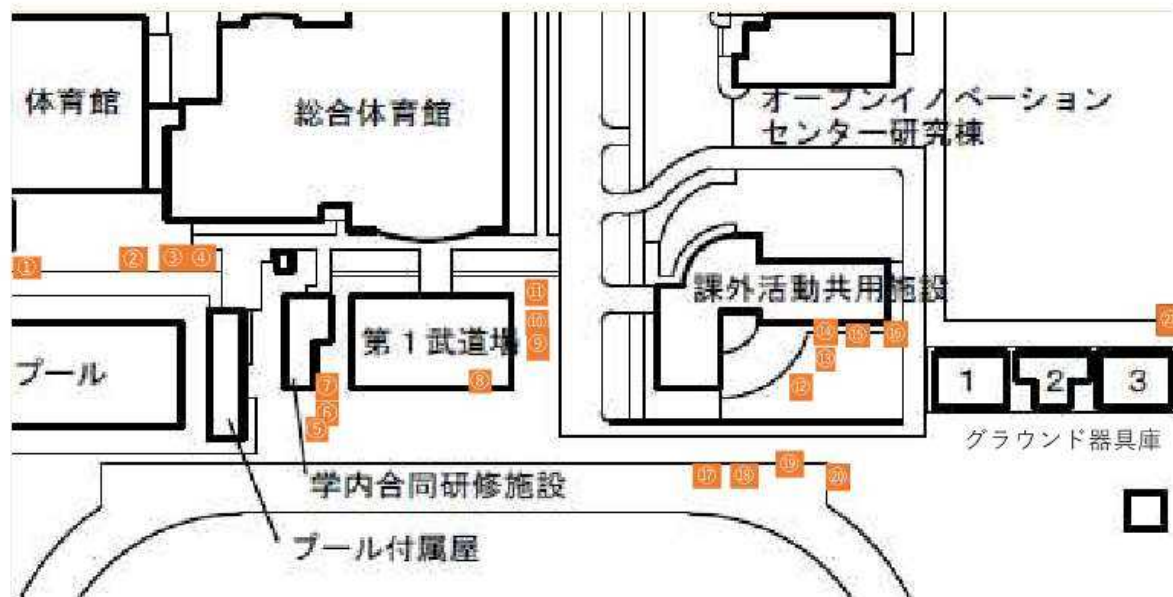 体育館
総合体育館
オープンイノベーション
センター研究棟
①
②
③
④
⑪
⑩
⑨
課外活動共用施設
第1武道場
⑭
⑮
⑯
⑬
⑫
プール
⑦
⑧
⑥
⑤
1
2
3
グラウンド器具庫
学内合同研修施設
⑰
⑱
⑲
⑳
プール付属屋